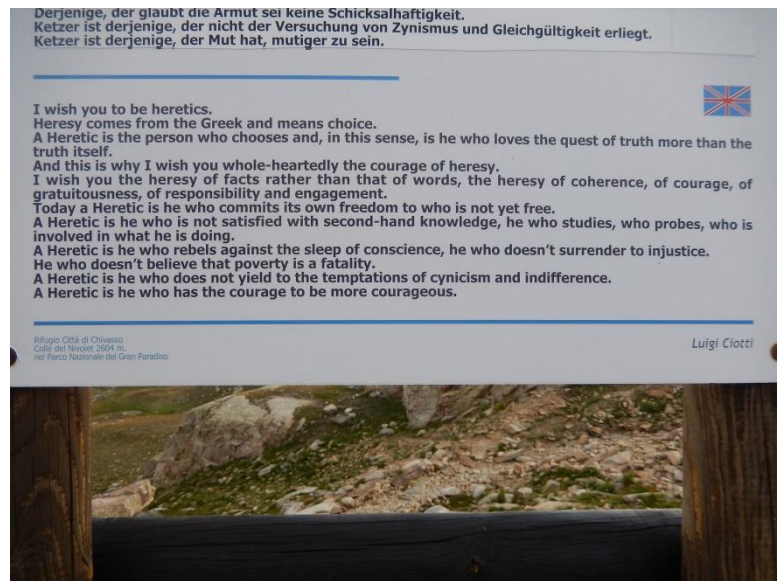 Derjenige, der glaubt die Armut sei keine Schicksalhaftigkeit.
Ketzer ist derjenige, der nicht der Versuchung von Zynismus und Gleichgültigkeit erliegt.
Ketzer ist derjenige, der Mut hat, mutiger zu sein.
I wish you to be heretics.
Heresy comes from the Greek and means choice.
A Heretic is the person who chooses and, in this sense, is he who loves the quest of truth more than the
truth itself.
And this is why I wish you whole-heartedly the courage of heresy.
I wish you the heresy of facts rather than that of words, the heresy of coherence, of courage, of
gratuitousness, of responsibility and engagement.
Today a Heretic is he who commits its own freedom to who is not yet free.
A Heretic is he who is not satisfied with second-hand knowledge, he who studies, who probes, who is
involved in what he is doing.
A Heretic is he who rebels against the sleep of conscience, he who doesn’t surrender to injustice.
He who doesn’t believe that poverty is a fatality.
A Heretic is he who does not yield to the temptations of cynicism and indifference.
A Heretic is he who has the courage to be more courageous.
Rifugio Città di Chivasso
Colle del Nivolet 2604 m.
nel Parco Nazionale del Gran Paradiso
Luigi Ciotti